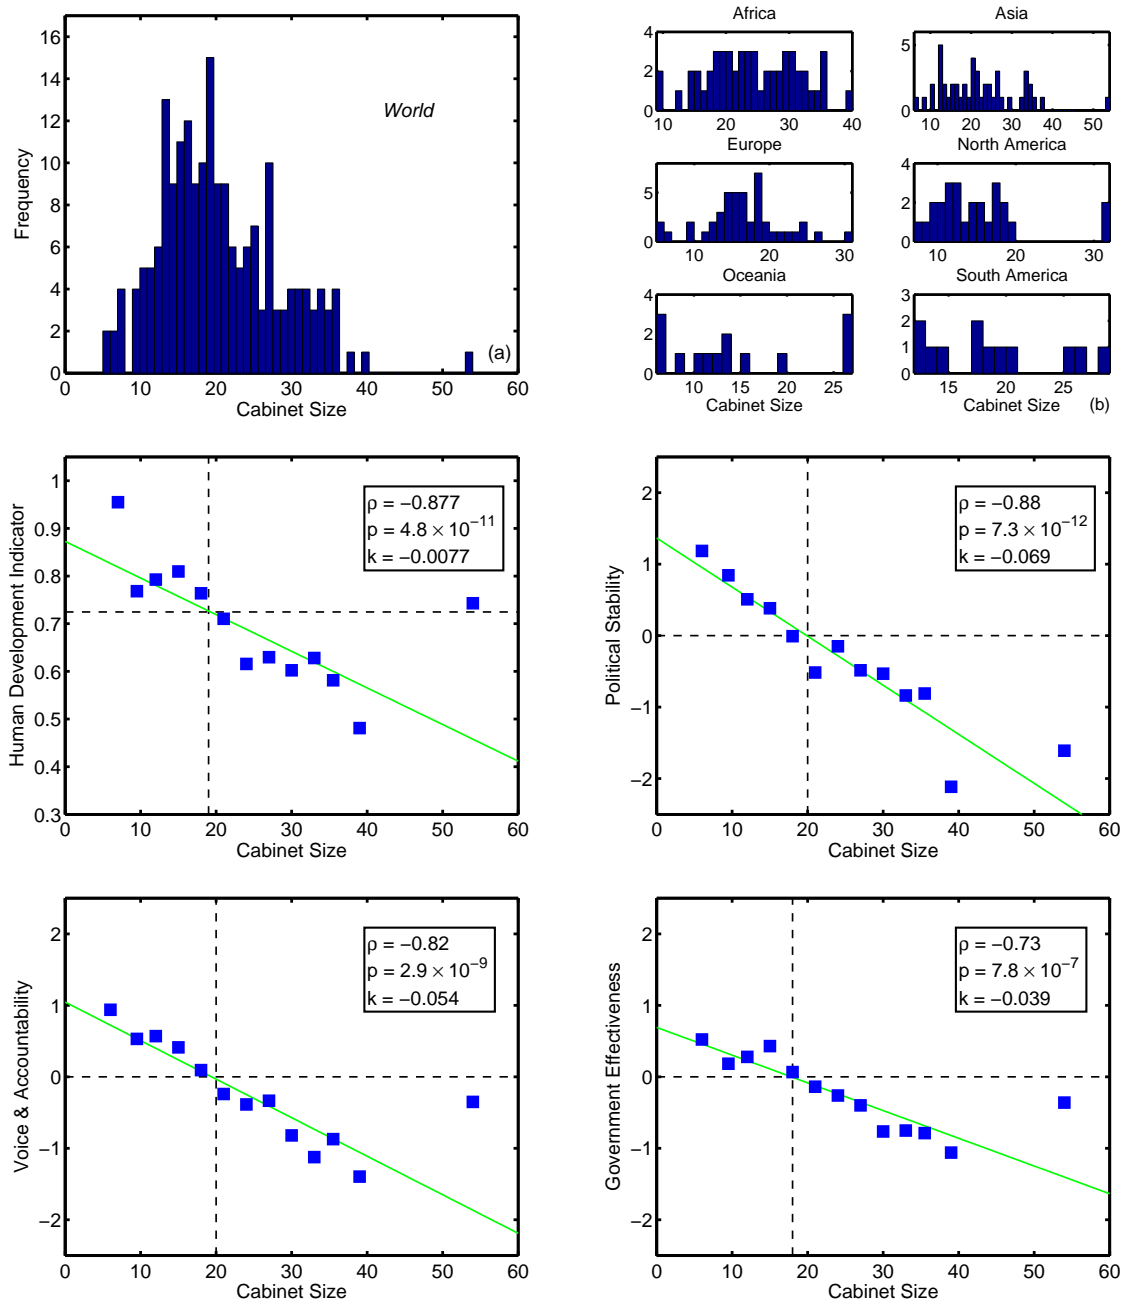 World
(a)
Frequency
16
14
12
10
8
6
4
2
0
0 10 20 30 40 50 60
Cabinet Size
Africa
4
2
0
10 20 30 40
Asia
5
0
10 20 30 40 50
Europe
5
0
10 20 30
North America
4
2
0
10 20 30
Oceania
4
2
0
10 15 20 25
Cabinet Size
South America
3
2
1
0
15 20 25
Cabinet Size
(b)
Human Development Indicator
1
0.9
0.8
0.7
0.6
0.5
0.4
0.3
ρ = −0.877
p = 4.8 × 10⁻¹¹
k = −0.0077
0 10 20 30 40 50 60
Cabinet Size
Political Stability
2
1
0
−1
−2
ρ = −0.88
p = 7.3 × 10⁻¹²
k = −0.069
0 10 20 30 40 50 60
Cabinet Size
Voice & Accountability
2
1
0
−1
−2
ρ = −0.82
p = 2.9 × 10⁻⁹
k = −0.054
0 10 20 30 40 50 60
Cabinet Size
Government Effectiveness
2
1
0
−1
−2
ρ = −0.73
p = 7.8 × 10⁻⁷
k = −0.039
0 10 20 30 40 50 60
Cabinet Size